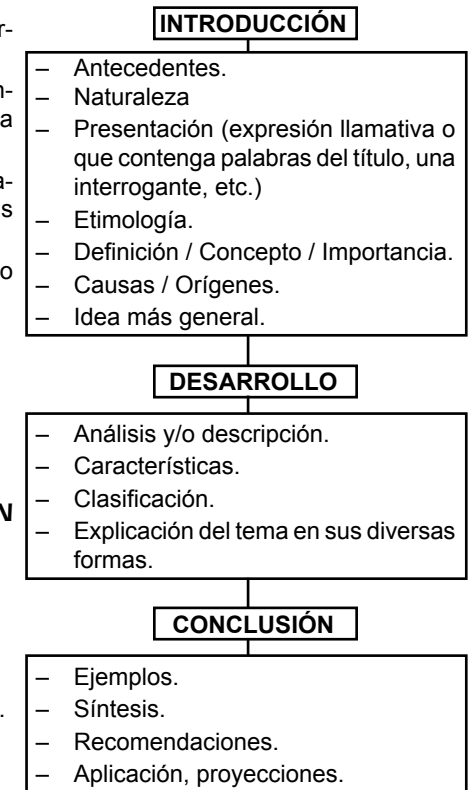 r-
n-
a
a-
s
o
N
.
INTRODUCCIÓN
– Antecedentes.
– Naturaleza
– Presentación (expresión llamativa o
que contenga palabras del título, una
interrogante, etc.)
– Etimología.
– Definición / Concepto / Importancia.
– Causas / Orígenes.
– Idea más general.
DESARROLLO
– Análisis y/o descripción.
– Características.
– Clasificación.
– Explicación del tema en sus diversas
formas.
CONCLUSIÓN
– Ejemplos.
– Síntesis.
– Recomendaciones.
– Aplicación, proyecciones.